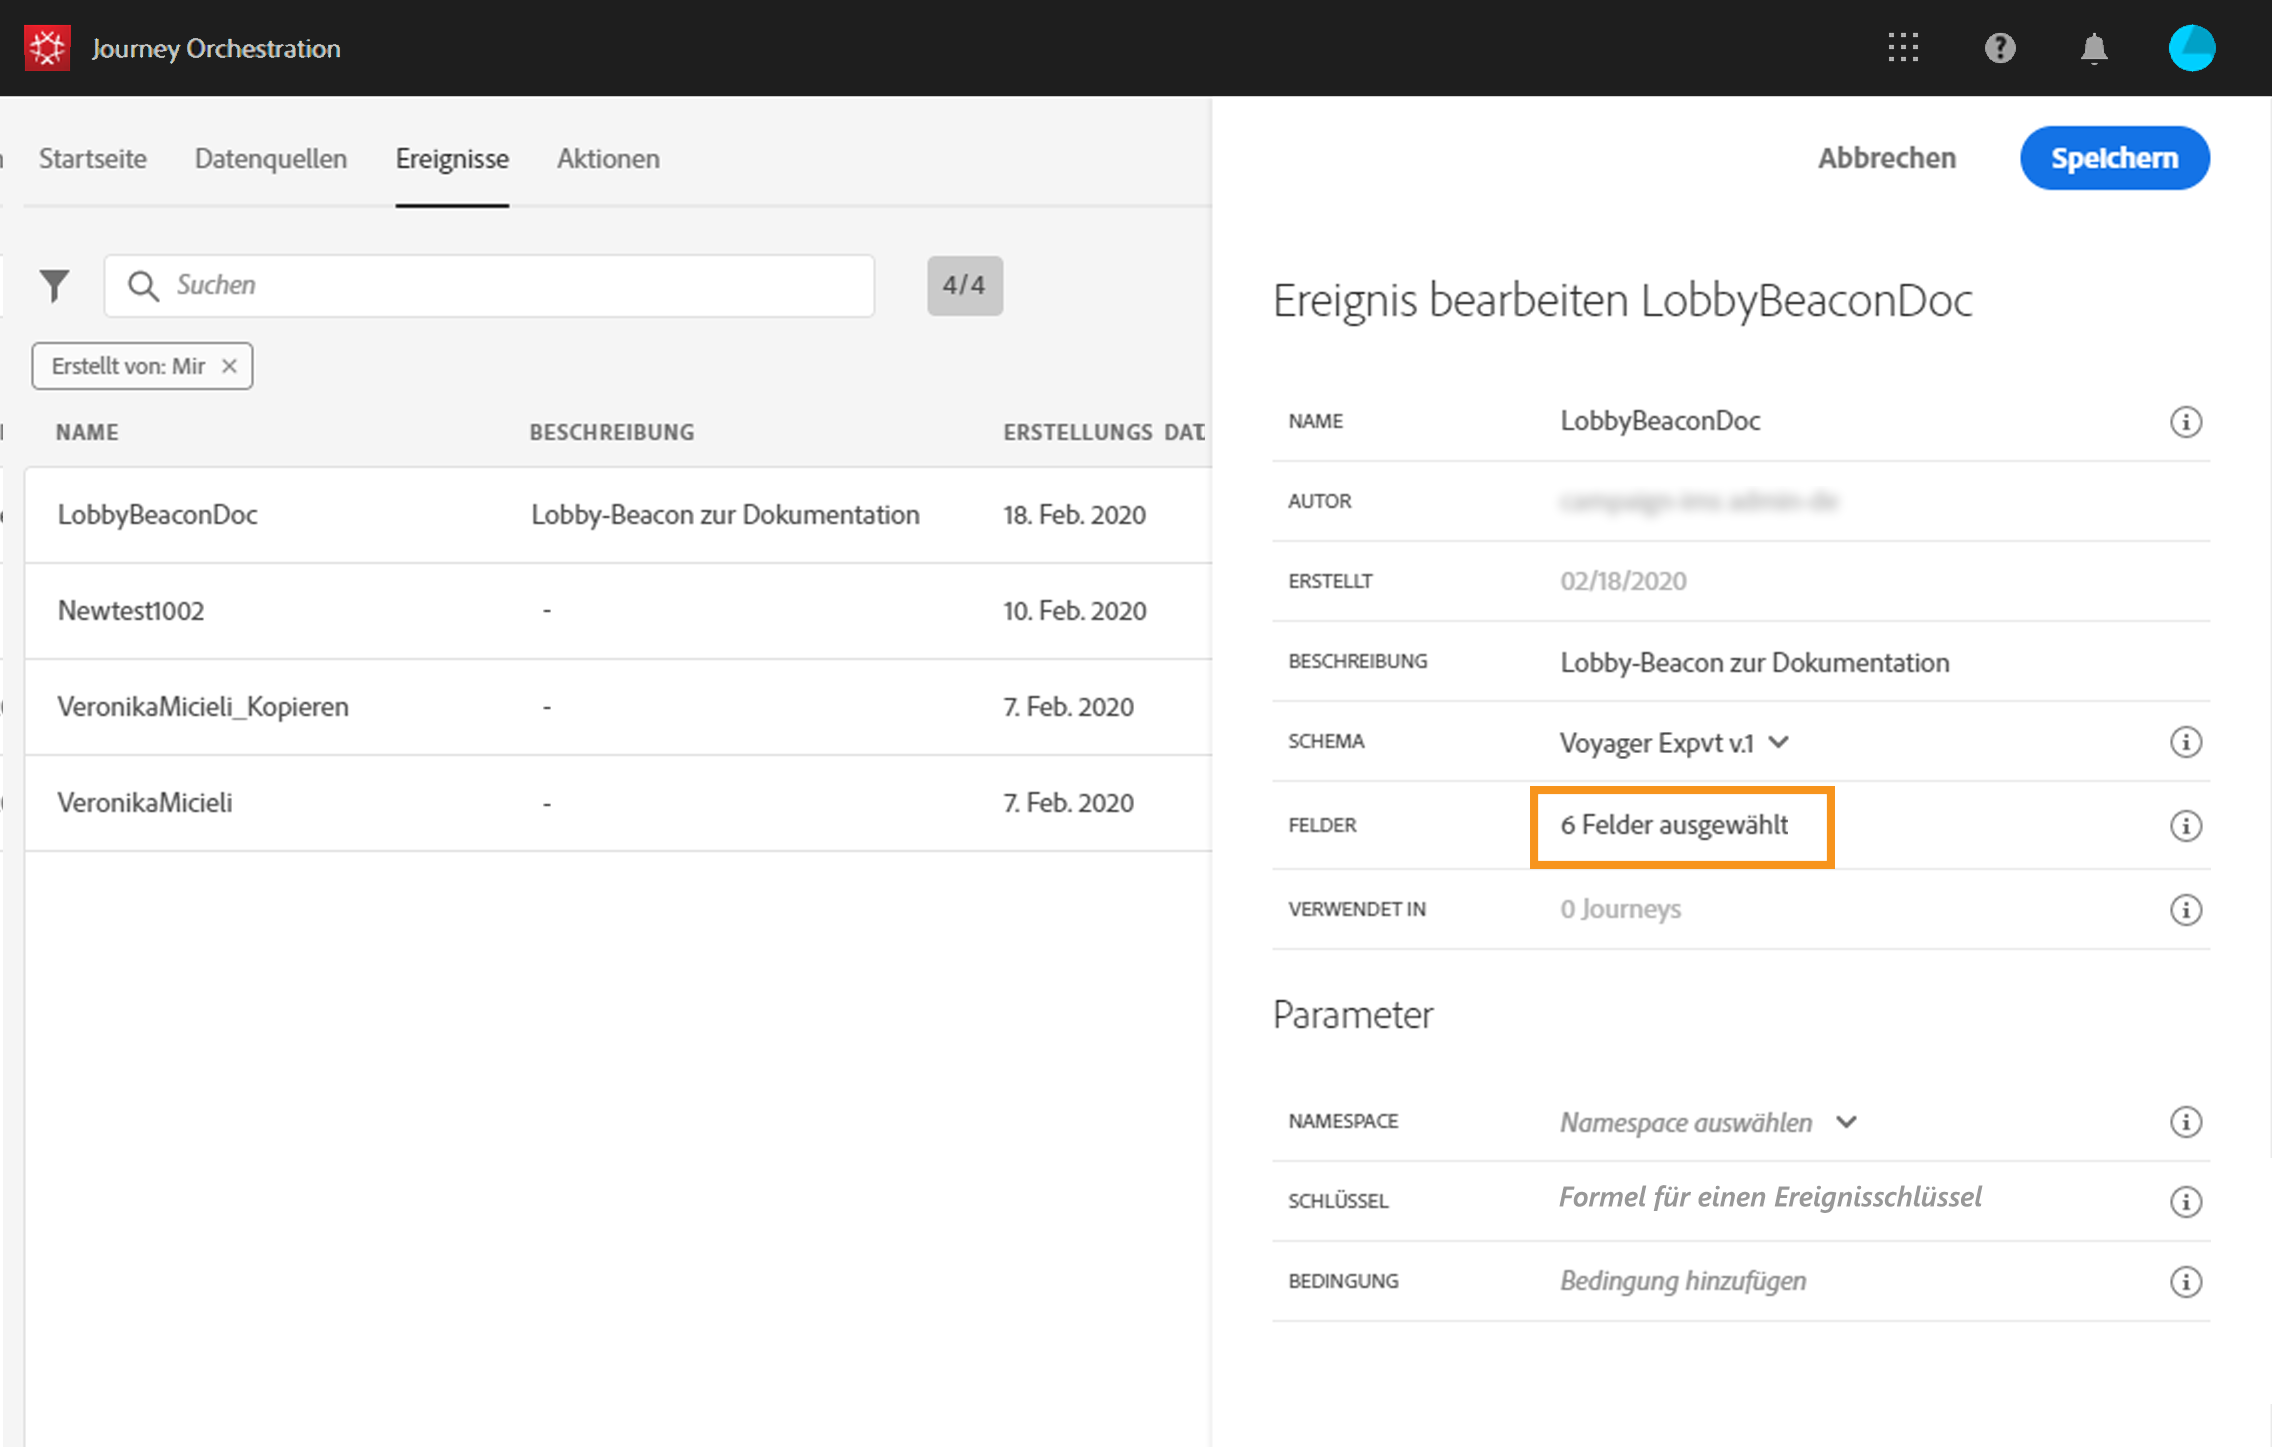 Journey Orchestration
Startseite Datenquellen Ereignisse Aktionen
Abbrechen Speichern
Suchen 4/4
Erstellt von: Mir
NAME BESCHREIBUNG ERSTELLUNGS DAT
LobbyBeaconDoc Lobby-Beacon zur Dokumentation 18. Feb. 2020
Newtest1002 - 10. Feb. 2020
VeronikaMicieli_Kopieren - 7. Feb. 2020
VeronikaMicieli - 7. Feb. 2020
Ereignis bearbeiten LobbyBeaconDoc
NAME LobbyBeaconDoc
AUTOR
ERSTELLT 02/18/2020
BESCHREIBUNG Lobby-Beacon zur Dokumentation
SCHEMA Voyager Expvt v.1
FELDER 6 Felder ausgewählt
VERWENDET IN 0 Journeys
Parameter
NAMESPACE Namespace auswählen
SCHLÜSSEL Formel für einen Ereignisschlüssel
BEDINGUNG Bedingung hinzufügen